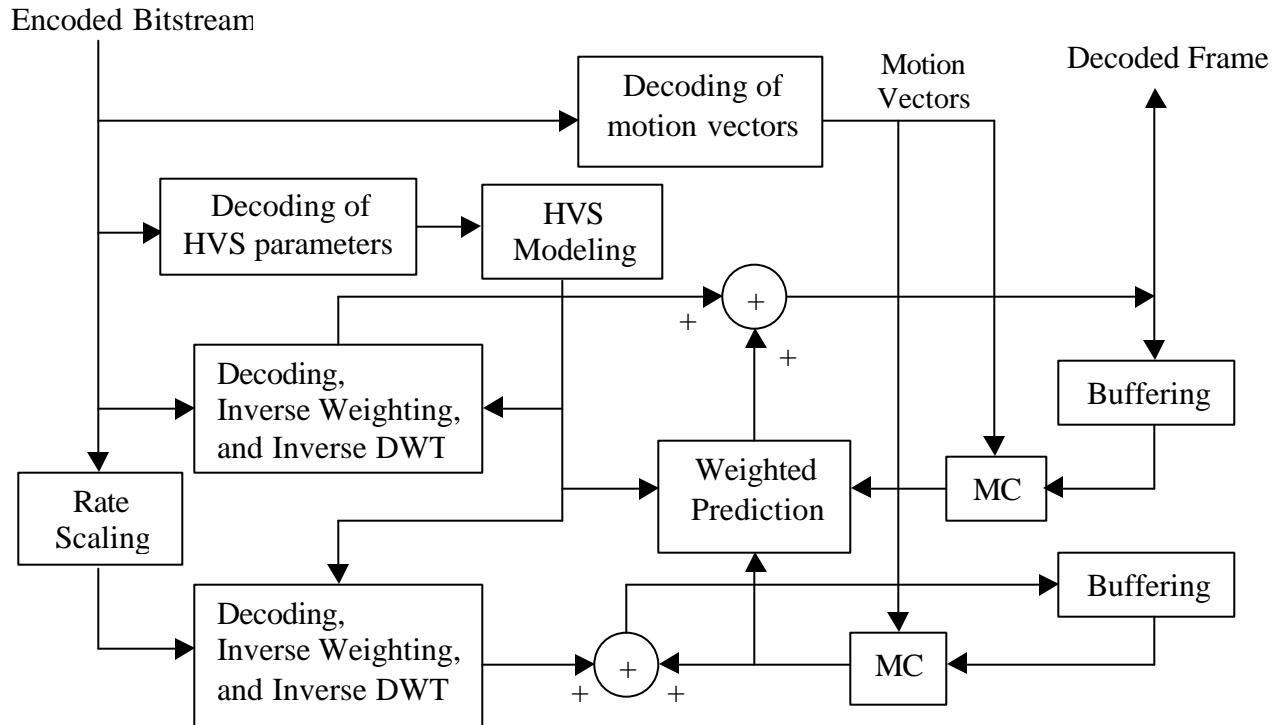 Encoded Bitstream
Decoded Frame
Motion
Vectors
Decoding of
motion vectors
Decoding of
HVS parameters
HVS
Modeling
+
+
+
Decoding,
Inverse Weighting,
and Inverse DWT
Buffering
Weighted
Prediction
MC
Rate
Scaling
Buffering
Decoding,
Inverse Weighting,
and Inverse DWT
+
+
+
MC